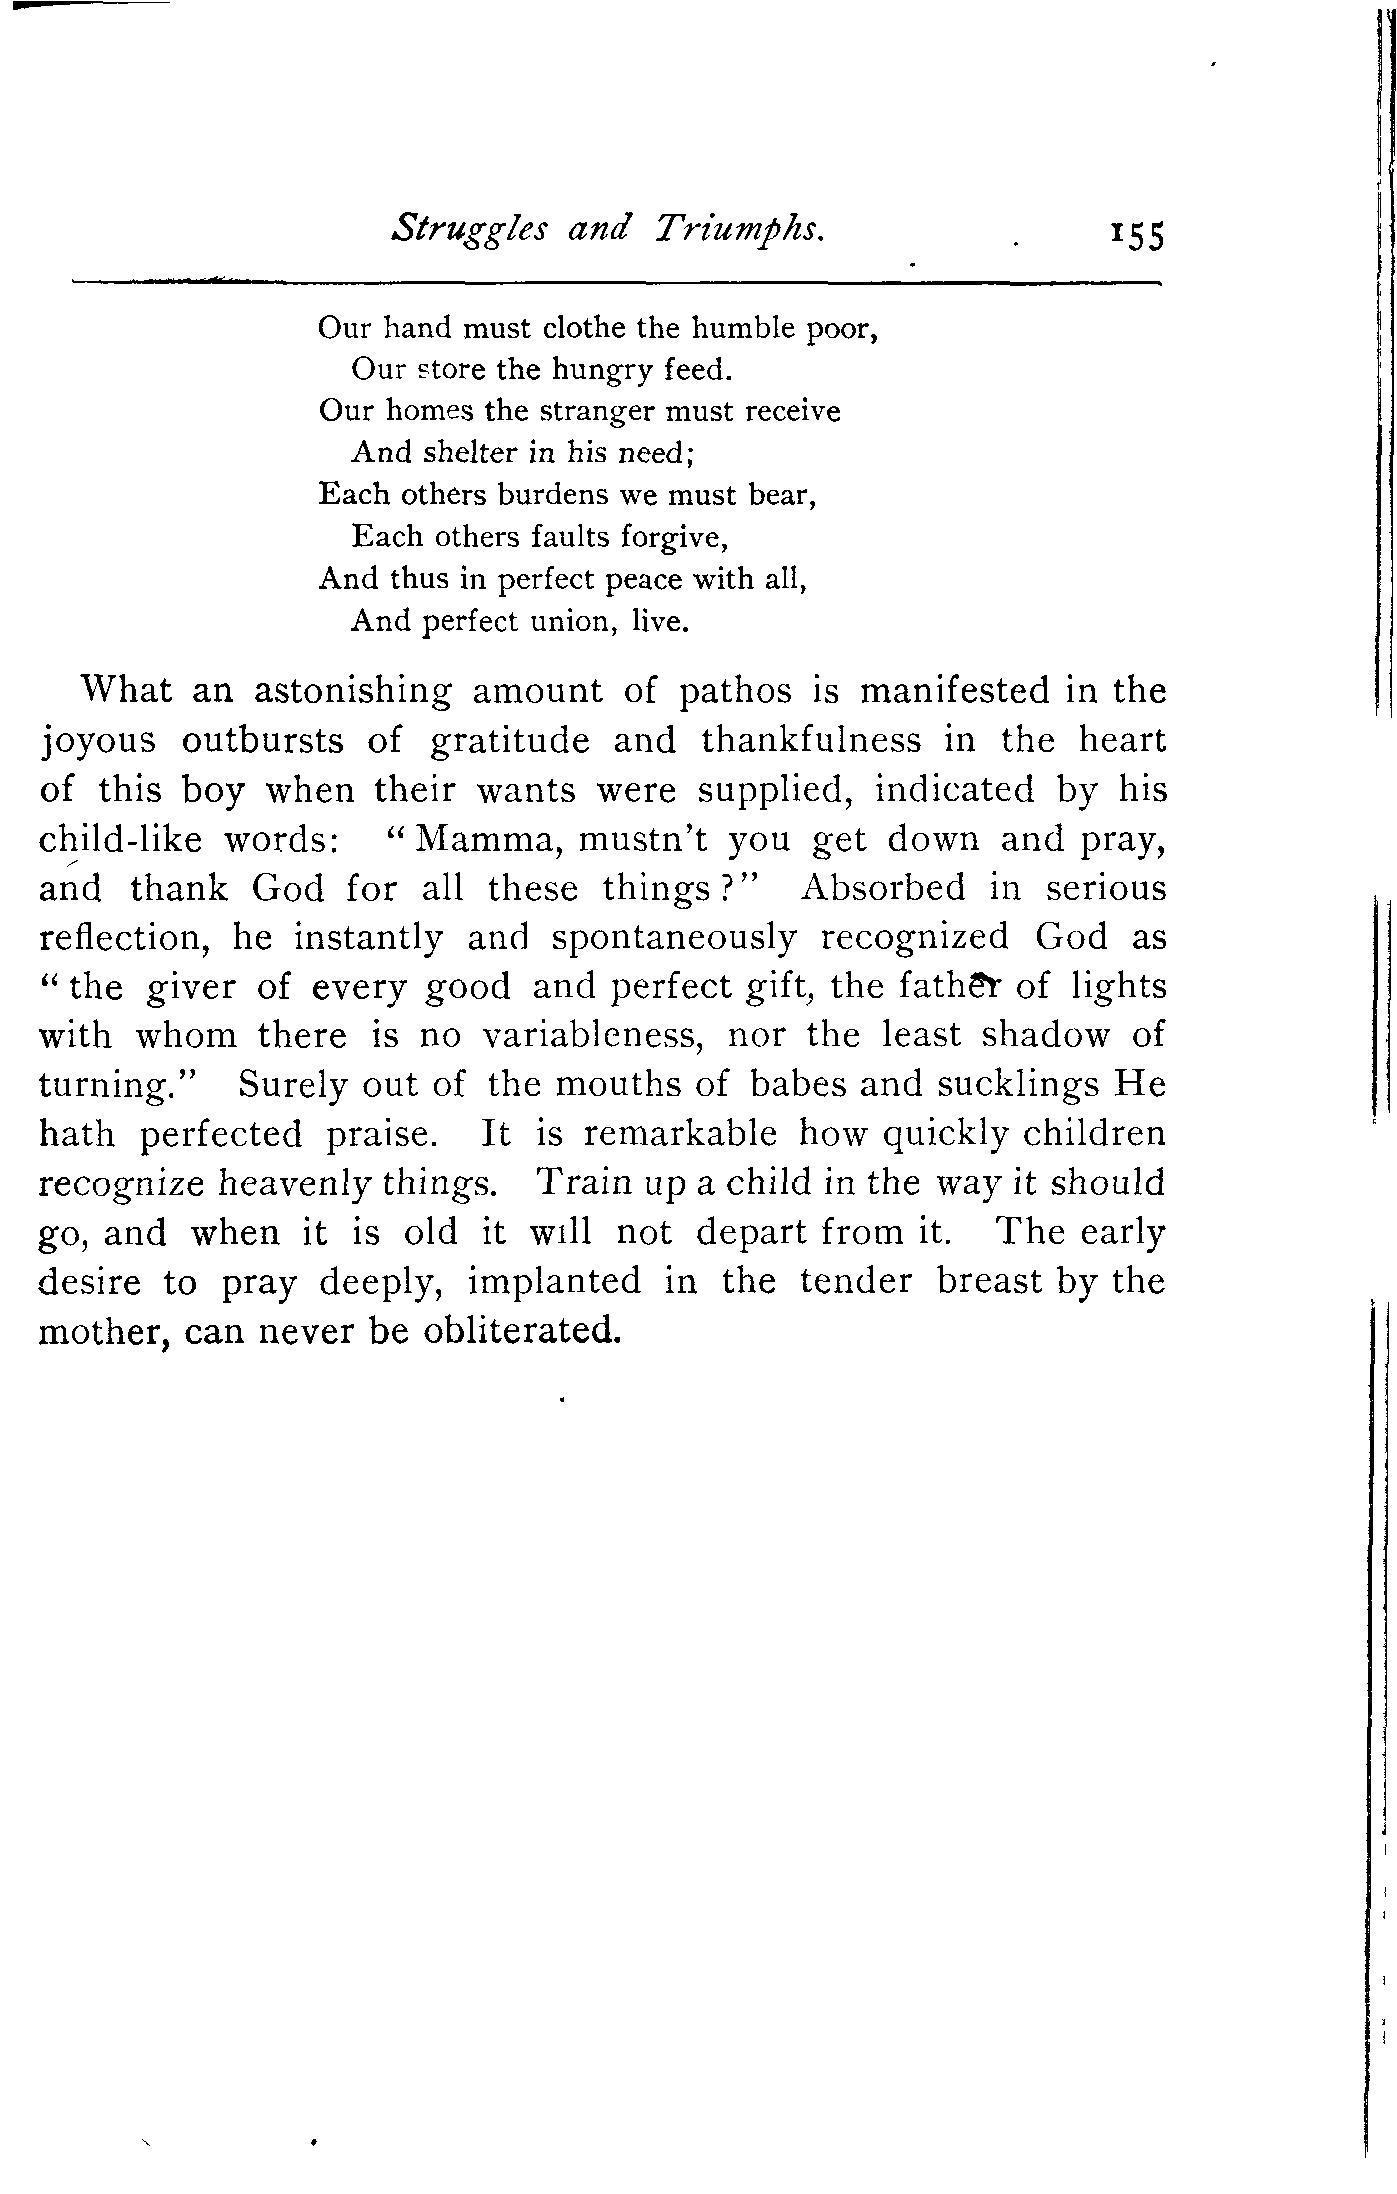 Struggles and Triumphs. 155
Our hand must clothe the humble poor,
Our store the hungry feed.
Our homes the stranger must receive
And shelter in his need;
Each others burdens we must bear,
Each others faults forgive,
And thus in perfect peace with all,
And perfect union, live.
What an astonishing amount of pathos is manifested in the
joyous outbursts of gratitude and thankfulness in the heart
of this boy when their wants were supplied, indicated by his
child-like words: “Mamma, mustn’t you get down and pray,
and thank God for all these things?” Absorbed in serious
reflection, he instantly and spontaneously recognized God as
“the giver of every good and perfect gift, the father of lights
with whom there is no variableness, nor the least shadow of
turning.” Surely out of the mouths of babes and sucklings He
hath perfected praise. It is remarkable how quickly children
recognize heavenly things. Train up a child in the way it should
go, and when it is old it will not depart from it. The early
desire to pray deeply, implanted in the tender breast by the
mother, can never be obliterated.